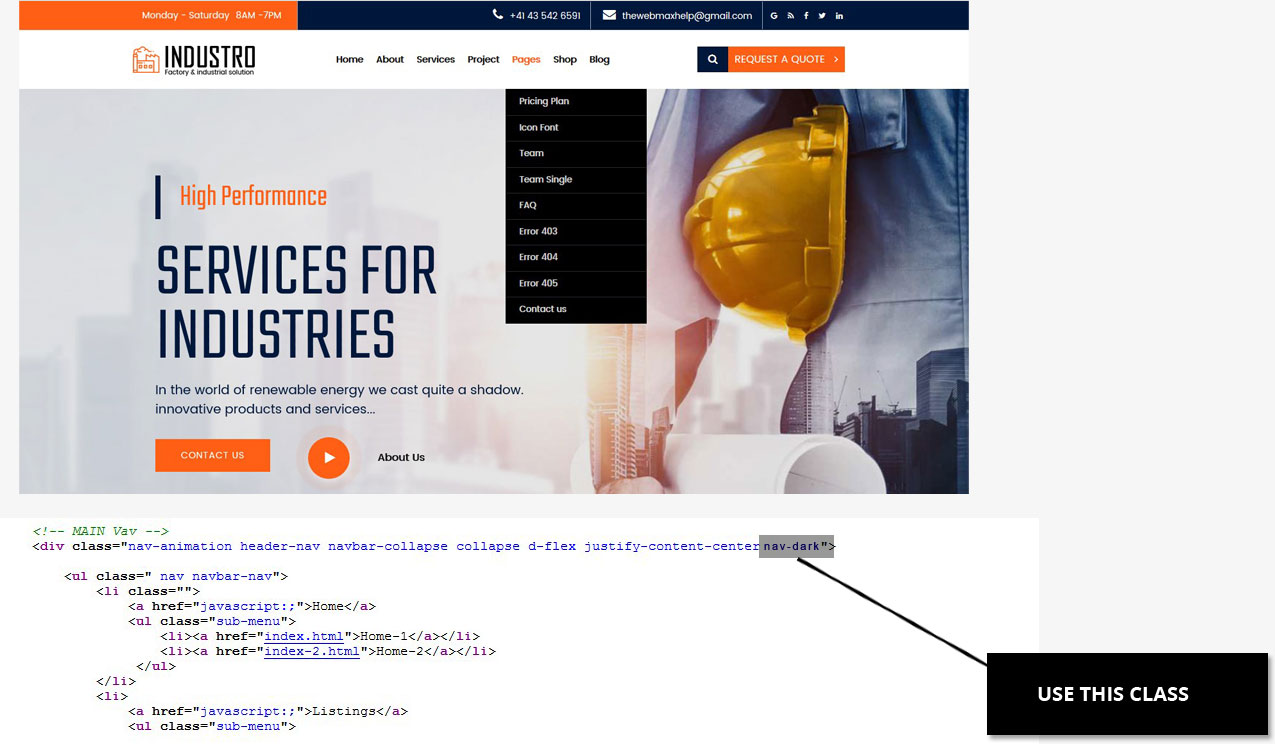 Monday - Saturday 8AM -7PM
+41 43 542 6591
thewebmaxhelp@gmail.com
INDUSTRO
Factory & industrial solution
Home About Services Project Pages Shop Blog
REQUEST A QUOTE >
Pricing Plan
Icon Font
Team
Team Single
FAQ
Error 403
Error 404
Error 405
Contact us
High Performance
SERVICES FOR
INDUSTRIES
In the world of renewable energy we cast quite a shadow.
innovative products and services...
CONTACT US
About Us
<!-- MAIN Vav -->
<div class="nav-animation header-nav navbar-collapse collapse d-flex justify-content-center nav-dark">
<ul class=" nav navbar-nav">
<li class="">
<a href="javascript:;">Home</a>
<ul class="sub-menu">
<li><a href="index.html">Home-1</a></li>
<li><a href="index-2.html">Home-2</a></li>
</ul>
</li>
<li>
<a href="javascript:;">Listings</a>
<ul class="sub-menu">
USE THIS CLASS